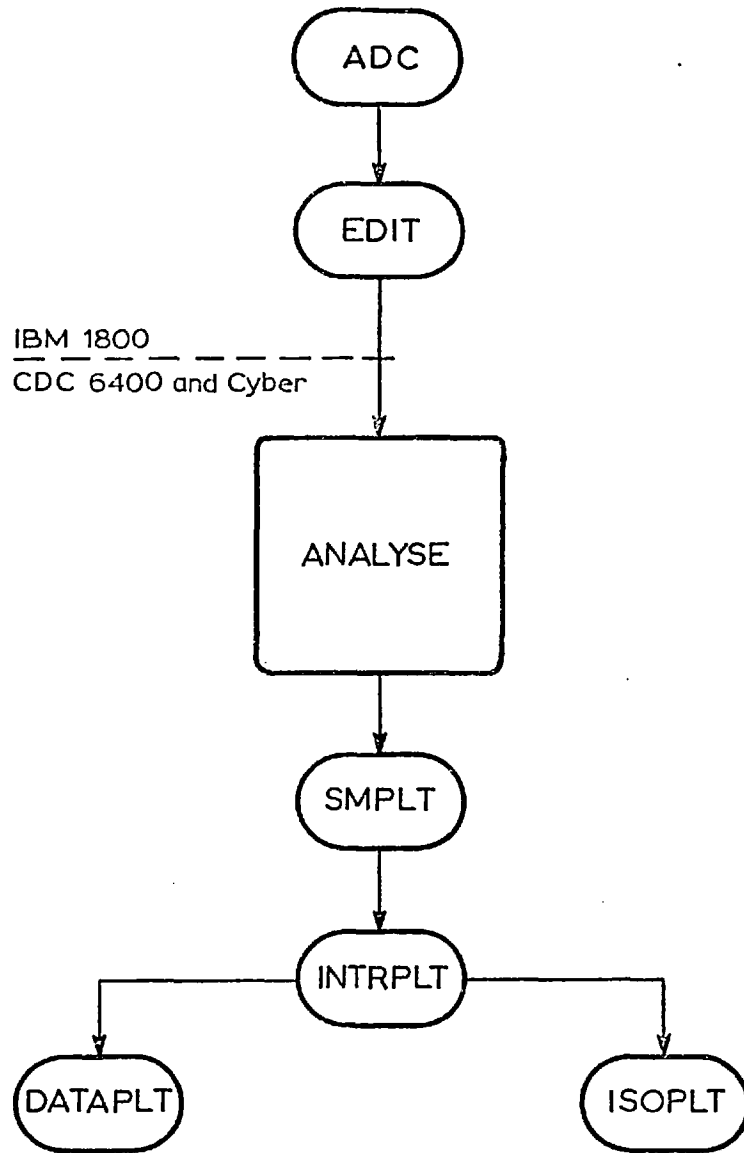 ADC
EDIT
IBM 1800
CDC 6400 and Cyber
ANALYSE
SMPLT
INTRPLT
DATAPLT
ISOPLT